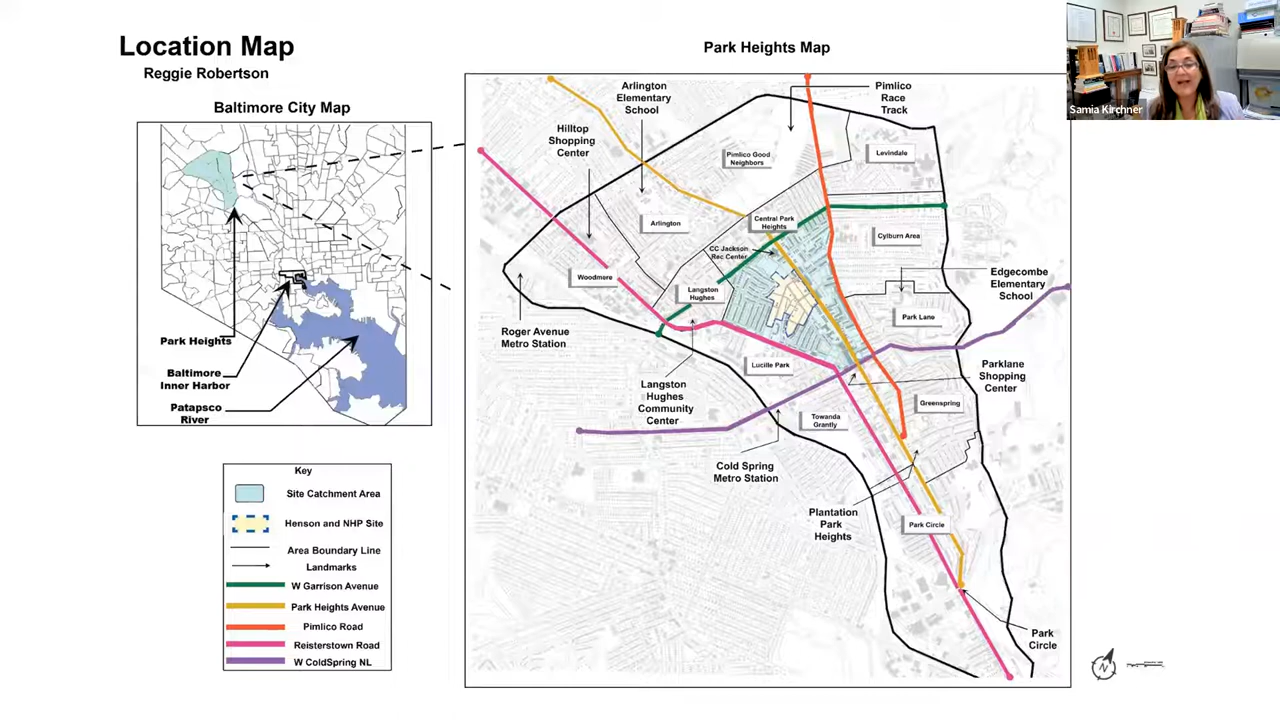 Location Map
Reggie Robertson
Baltimore City Map
Park Heights
Baltimore
Inner Harbor
Patapsco
River
Key
Site Catchment Area
Henson and NHP Site
Area Boundary Line
Landmarks
W Garrison Avenue
Park Heights Avenue
Pimlico Road
Reisterstown Road
W ColdSpring NL
Park Heights Map
Arlington
Elementary
School
Pimlico
Race
Track
Hilltop
Shopping
Center
Pimlico Good
Neighbors
Levindale
Arlington
Central Park
Heights
Cylburn Area
CC Jackson
Rec Center
Woodmere
Langston
Hughes
Edgecombe
Elementary
School
Park Lane
Roger Avenue
Metro Station
Lucille Park
Parklane
Shopping
Center
Langston
Hughes
Community
Center
Greenspring
Towanda
Grantly
Cold Spring
Metro Station
Plantation
Park
Heights
Park Circle
Park
Circle
N
Samia Kirchner